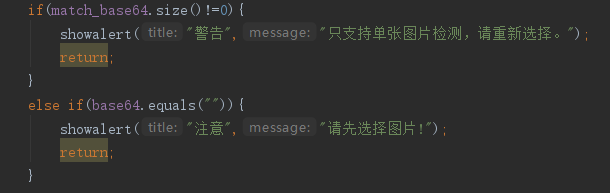 if(match_base64.size()!=0){
showalert( title: "警告", message: "只支持单张图片检测，请重新选择。");
return;
}
else if(base64.equals("")){
showalert( title: "注意", message: "请先选择图片!");
return;
}